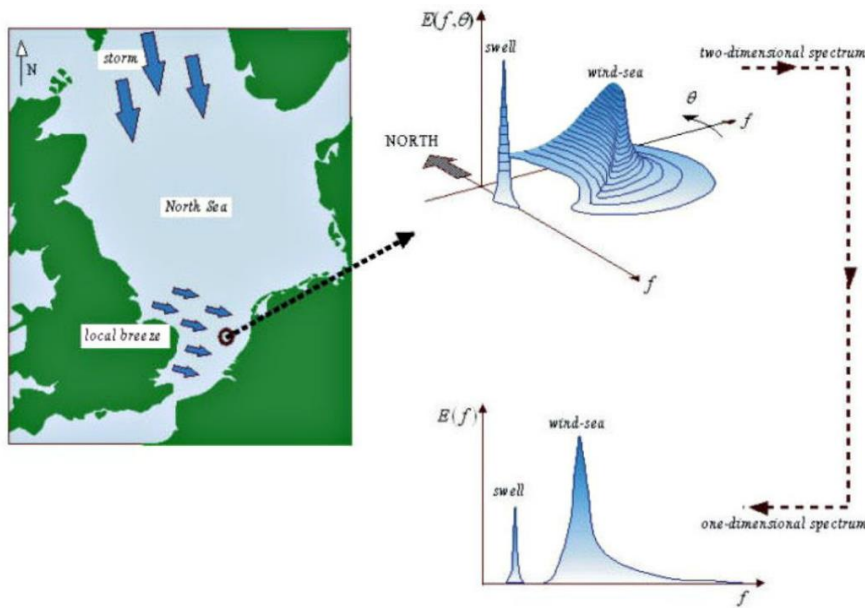 N
storm
North Sea
local breeze
E(f,θ)
swell
wind-sea
two-dimensional spectrum
θ
f
NORTH
f
E(f)
wind-sea
swell
one-dimensional spectrum
f